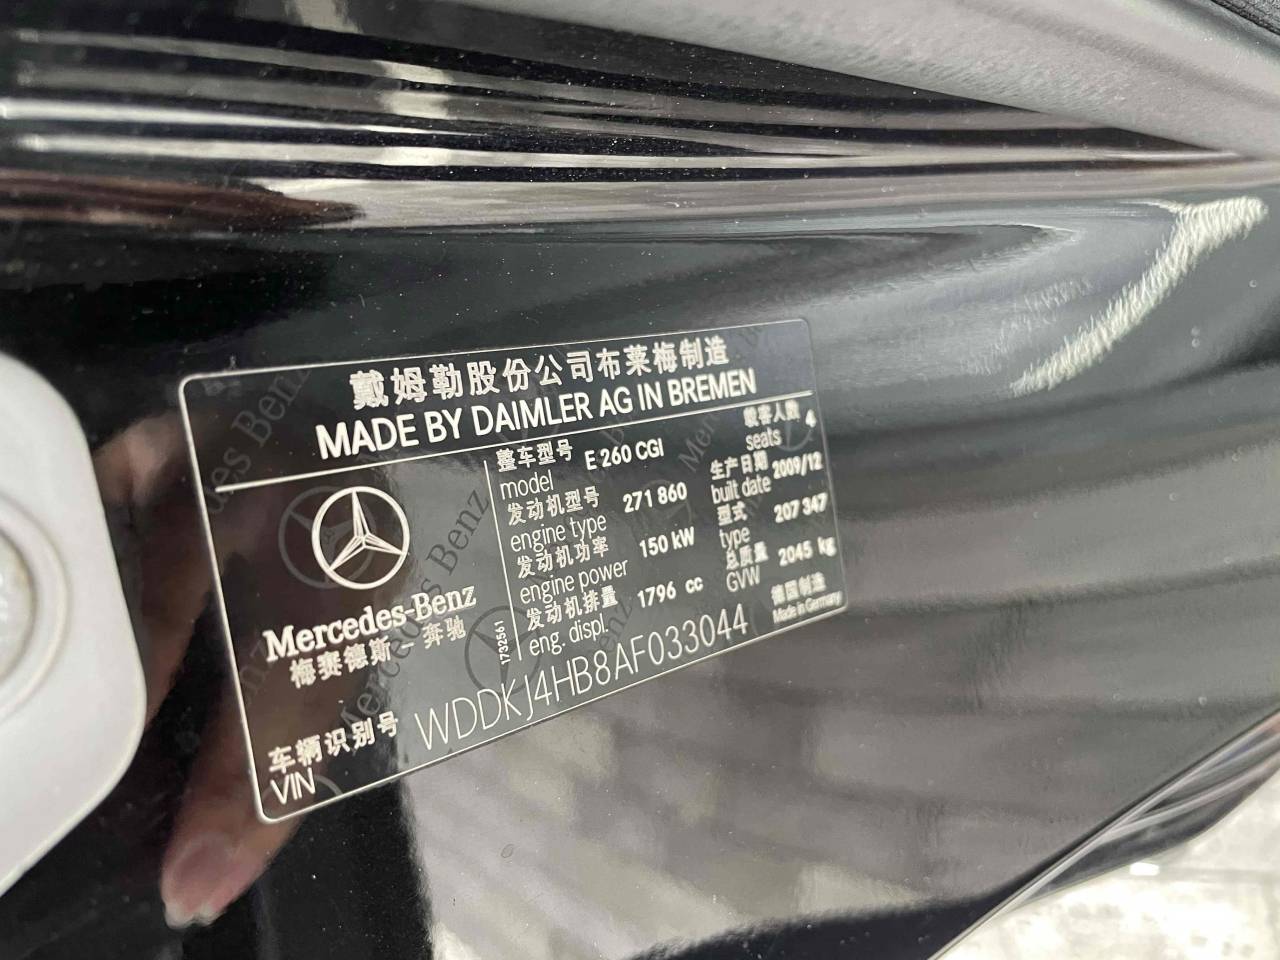 戴姆勒股份公司布莱梅制造
MADE BY DAIMLER AG IN BREMEN
Mercedes-Benz
梅赛德斯－奔驰
1732561
整车型号 E 260 CGI
model
发动机型号 271 860
engine type
发动机功率 150 kW
engine power
发动机排量 1796 cc
eng. displ.
载客人数 4
seats
生产日期 2009/12
built date
型式 207 347
type
总质量 2045 kg
GVW
德国制造
Made in Germany
车辆识别号 WDDKJ4HB8AF033044
VIN